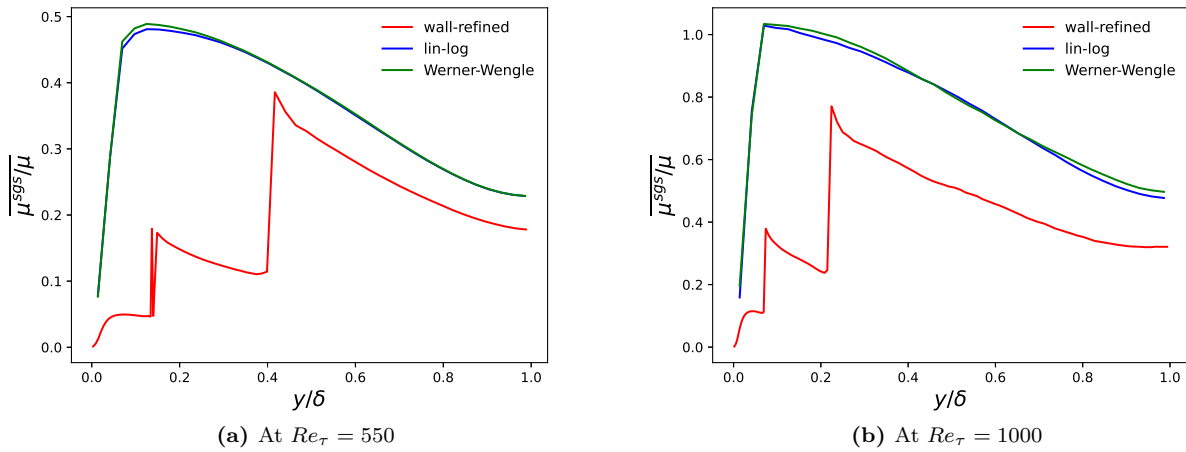 0.5
0.4
0.3
0.2
0.1
0.0
μ^sgs/μ
wall-refined
lin-log
Werner-Wengle
0.0 0.2 0.4 0.6 0.8 1.0
y/δ
(a) At Re_τ = 550
1.0
0.8
0.6
0.4
0.2
0.0
μ^sgs/μ
wall-refined
lin-log
Werner-Wengle
0.0 0.2 0.4 0.6 0.8 1.0
y/δ
(b) At Re_τ = 1000